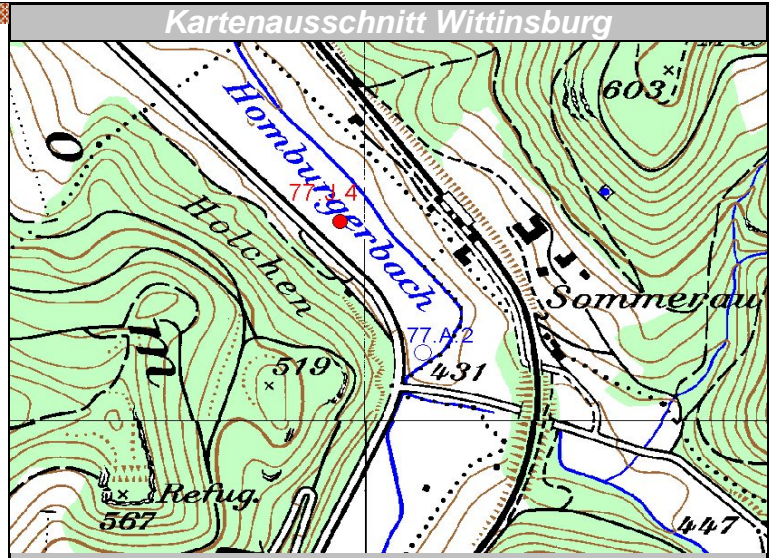 Kartenausschnitt Wittinsburg
603
Homburgerbach
77.J.4
Holchen
Sommerau
77.A.2
431
519
Refug.
567
447